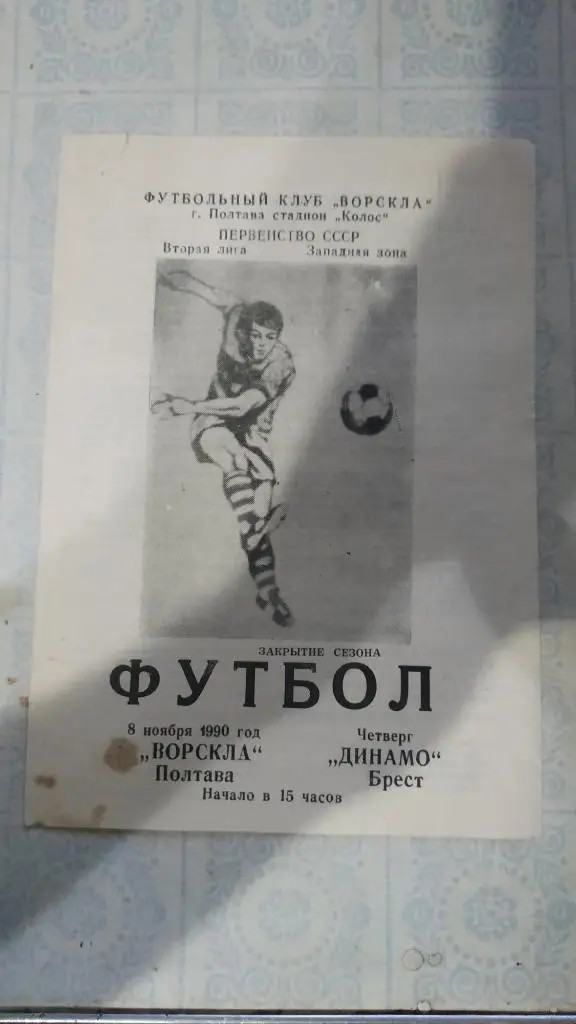 ФУТБОЛЬНЫЙ КЛУБ „ВОРСКЛА“
г. Полтава стадион „Колос“
ПЕРВЕНСТВО СССР
Вторая лига Западная зона
ЗАКРЫТИЕ СЕЗОНА
ФУТБОЛ
8 ноября 1990 год Четверг
„ВОРСКЛА“ „ДИНАМО“
Полтава Брест
Начало в 15 часов